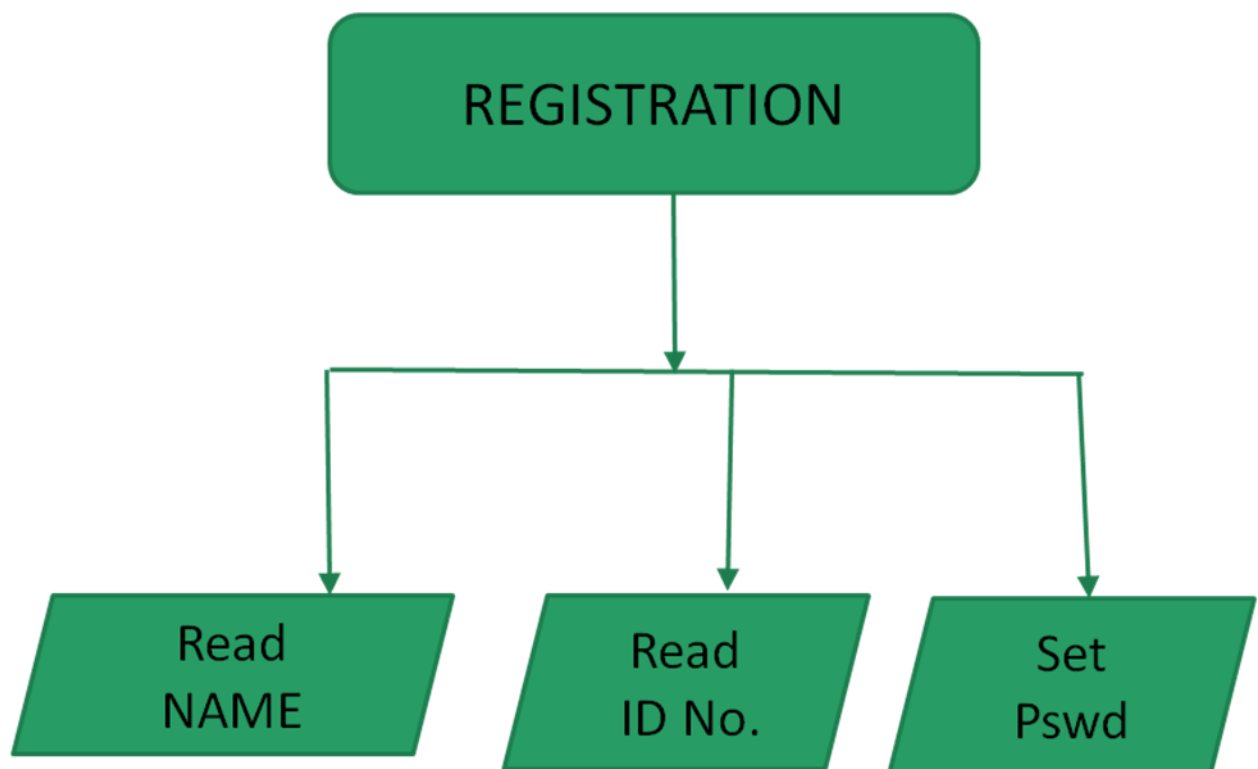 REGISTRATION
Read
NAME
Read
ID No.
Set
Pswd